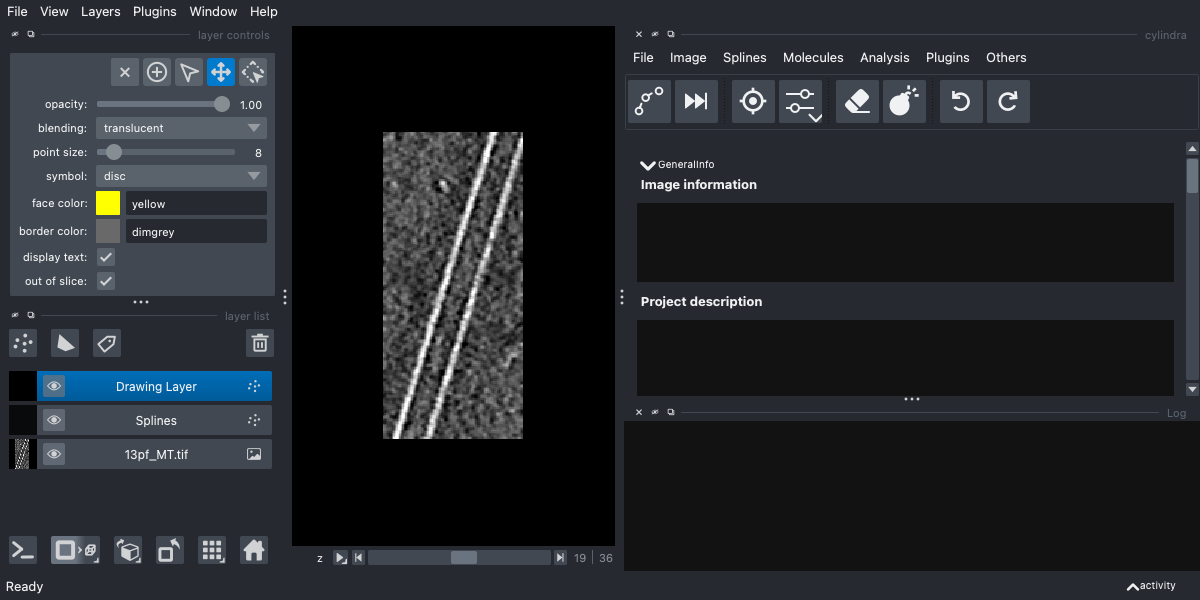 File View Layers Plugins Window Help
layer controls
opacity: 1.00
blending: translucent
point size: 8
symbol: disc
face color: yellow
border color: dimgrey
display text:
out of slice:
layer list
Drawing Layer
Splines
13pf_MT.tif
z 19 36
cylindra
File Image Splines Molecules Analysis Plugins Others
GeneralInfo
Image information
Project description
Log
Ready
activity